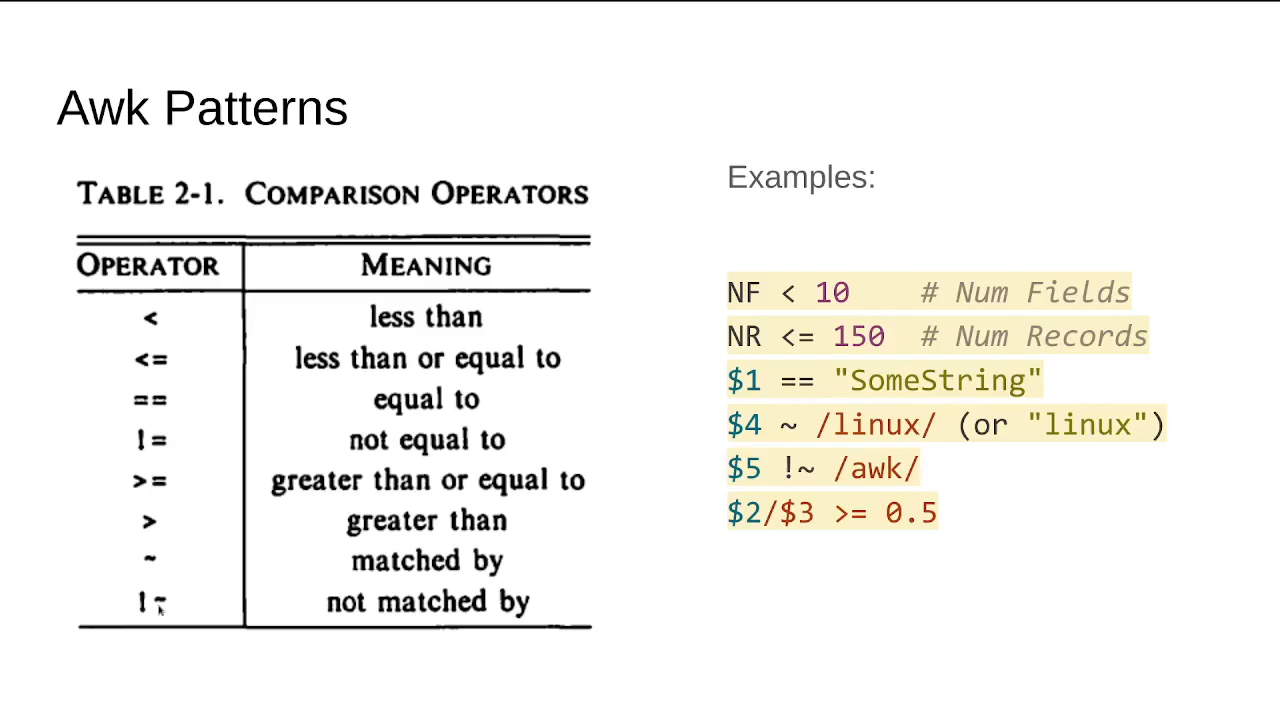 Awk Patterns
TABLE 2-1. COMPARISON OPERATORS
OPERATOR MEANING
< less than
<= less than or equal to
== equal to
!= not equal to
>= greater than or equal to
> greater than
~ matched by
!~ not matched by
Examples:
NF < 10 # Num Fields
NR <= 150 # Num Records
$1 == "SomeString"
$4 ~ /linux/ (or "linux")
$5 !~ /awk/
$2/$3 >= 0.5